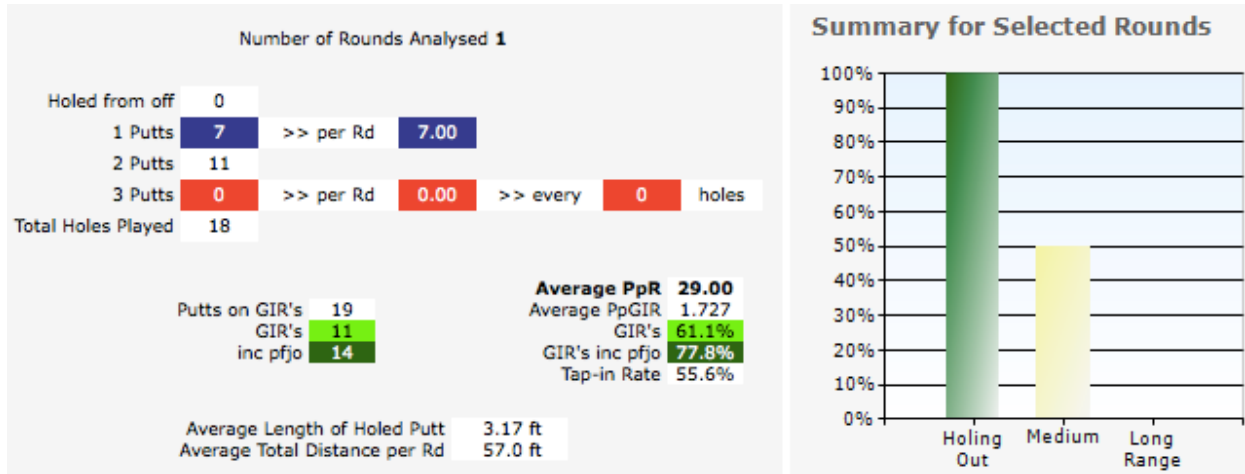 Number of Rounds Analysed 1
Holed from off 0
1 Putts 7 >> per Rd 7.00
2 Putts 11
3 Putts 0 >> per Rd 0.00 >> every 0 holes
Total Holes Played 18
Putts on GIR's 19
GIR's 11
inc pfjo 14
Average PpR 29.00
Average PpGIR 1.727
GIR's 61.1%
GIR's inc pfjo 77.8%
Tap-in Rate 55.6%
Average Length of Holed Putt 3.17 ft
Average Total Distance per Rd 57.0 ft
Summary for Selected Rounds
100%
90%
80%
70%
60%
50%
40%
30%
20%
10%
0%
Holing
Out
Medium
Long
Range